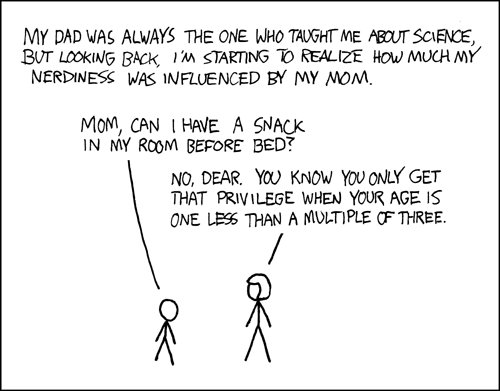 MY DAD WAS ALWAYS THE ONE WHO TAUGHT ME ABOUT SCIENCE,
BUT LOOKING BACK, I'M STARTING TO REALIZE HOW MUCH MY
NERDINESS WAS INFLUENCED BY MY MOM.
MOM, CAN I HAVE A SNACK
IN MY ROOM BEFORE BED?
NO, DEAR. YOU KNOW YOU ONLY GET
THAT PRIVILEGE WHEN YOUR AGE IS
ONE LESS THAN A MULTIPLE OF THREE.